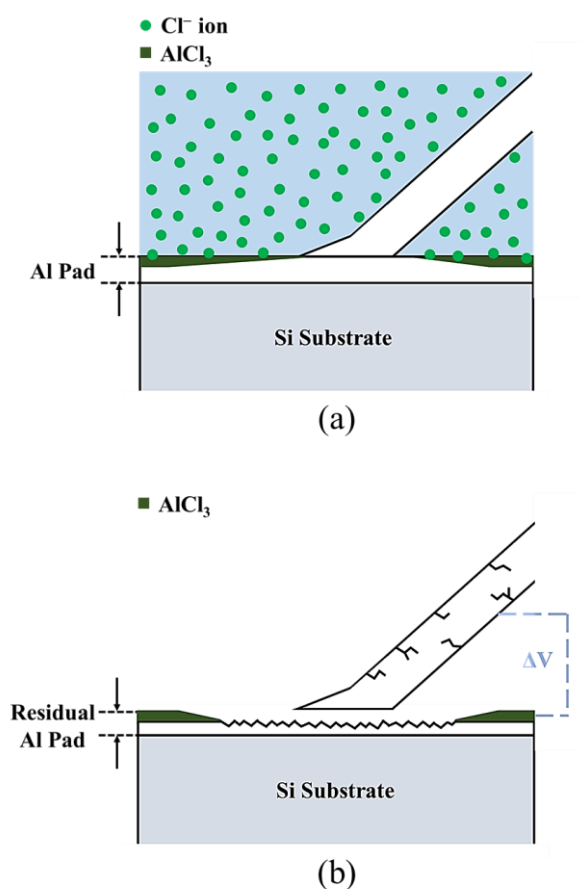 Cl⁻ ion
AlCl₃
Al Pad
Si Substrate
(a)
AlCl₃
ΔV
Residual
Al Pad
Si Substrate
(b)